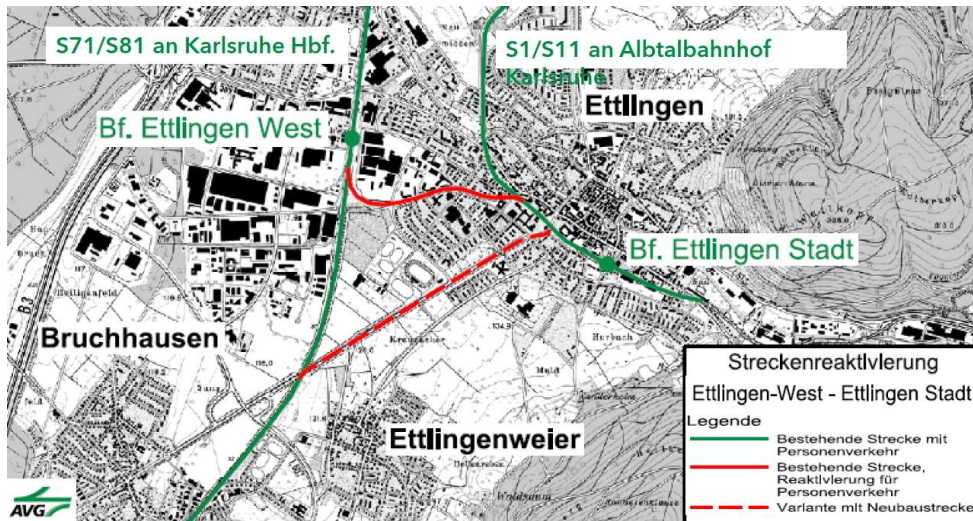 S71/S81 an Karlsruhe Hbf.
S1/S11 an Albtalbahnhof
Karlsruhe
Ettlingen
Bf. Ettlingen West
Bf. Ettlingen Stadt
Bruchhausen
Ettlingenweier
B3
Streckenreaktivierung
Ettlingen-West - Ettlingen Stadt
Legende
Bestehende Strecke mit
Personenverkehr
Bestehende Strecke,
Reaktivierung für
Personenverkehr
Variante mit Neubaustrecke
AVG